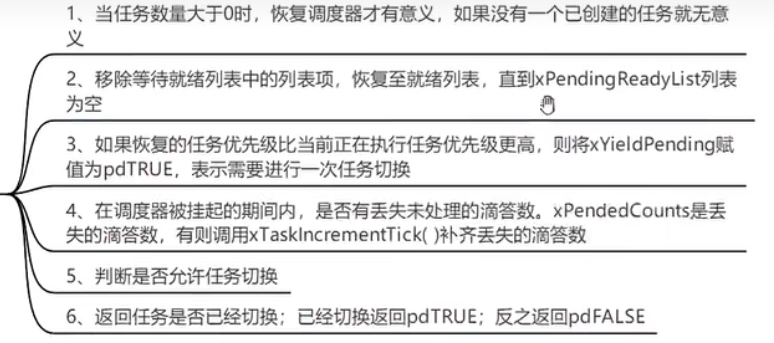 1、当任务数量大于0时，恢复调度器才有意义，如果没有一个已创建的任务就无意
义
2、移除等待就绪列表中的列表项，恢复至就绪列表，直到xPendingReadyList列表
为空
3、如果恢复的任务优先级比当前正在执行任务优先级更高，则将xYieldPending赋
值为pdTRUE，表示需要进行一次任务切换
4、在调度器被挂起的期间内，是否有丢失未处理的滴答数。xPendedCounts是丢
失的滴答数，有则调用xTaskIncrementTick( )补齐丢失的滴答数
5、判断是否允许任务切换
6、返回任务是否已经切换；已经切换返回pdTRUE；反之返回pdFALSE